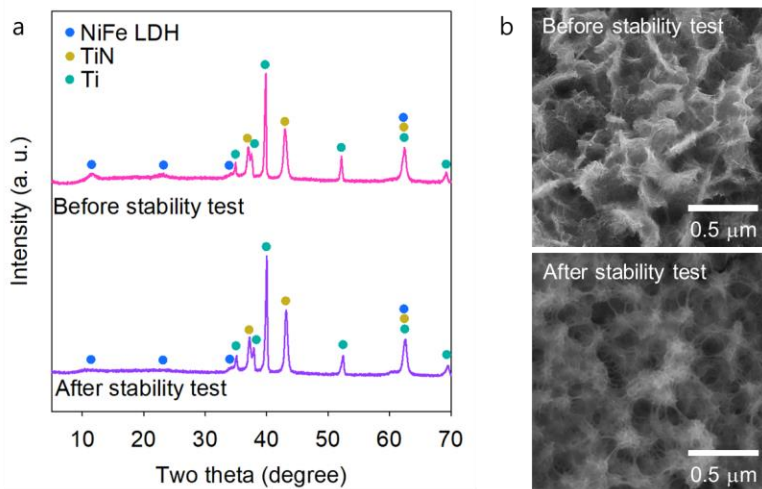 a
NiFe LDH
TiN
Ti
Intensity (a. u.)
Before stability test
After stability test
10 20 30 40 50 60 70
Two theta (degree)
b
Before stability test
0.5 μm
After stability test
0.5 μm